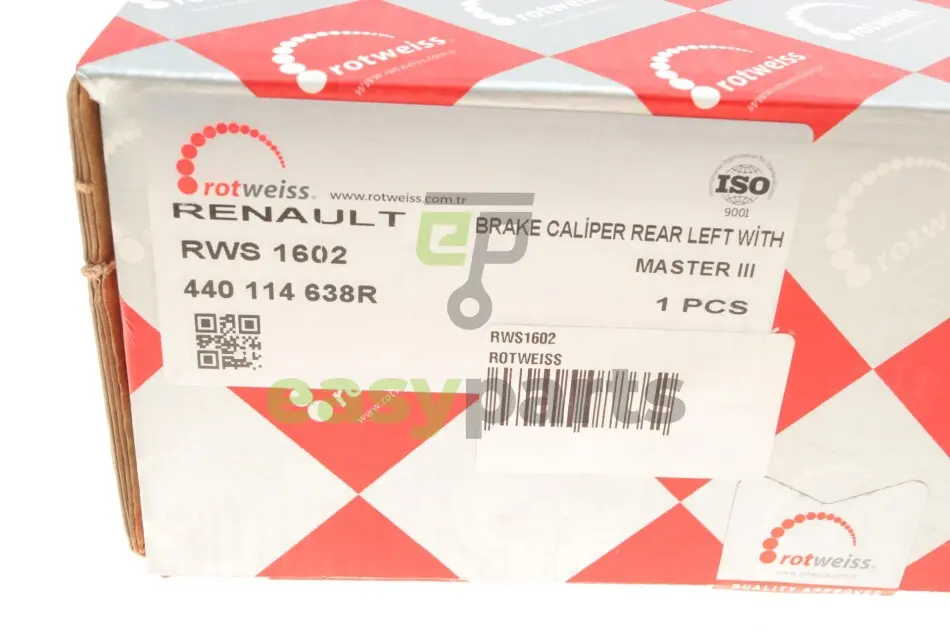 rotweiss
rotweiss
rotweiss
www.rotweiss.com.tr
ISO
9001
RENAULT
BRAKE CALİPER REAR LEFT WİTH
RWS 1602
MASTER III
440 114 638R
1 PCS
ep
RWS1602
ROTWEISS
easyparts
rotweiss
QUALITY APPROVED